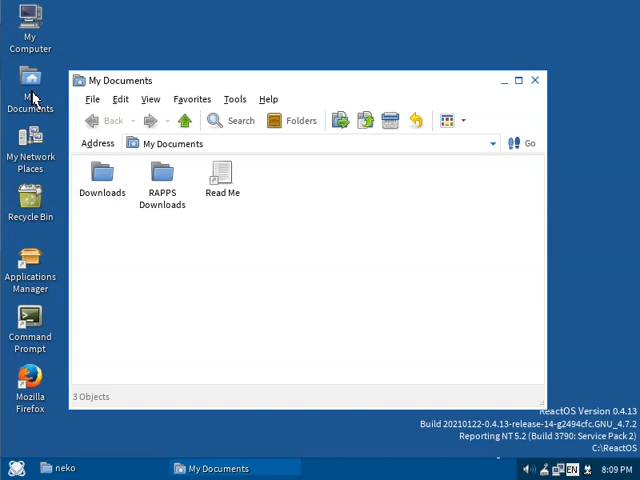 My
Computer
My
Documents
My Network
Places
Recycle Bin
Applications
Manager
Command
Prompt
Mozilla
Firefox
My Documents
File Edit View Favorites Tools Help
Back Search Folders
Address My Documents Go
Downloads
RAPPS
Downloads
Read Me
3 Objects
ReactOS Version 0.4.13
Build 20210122-0.4.13-release-14-g2494cfc.GNU_4.7.2
Reporting NT 5.2 (Build 3790: Service Pack 2)
C:\ReactOS
neko My Documents EN 8:09 PM